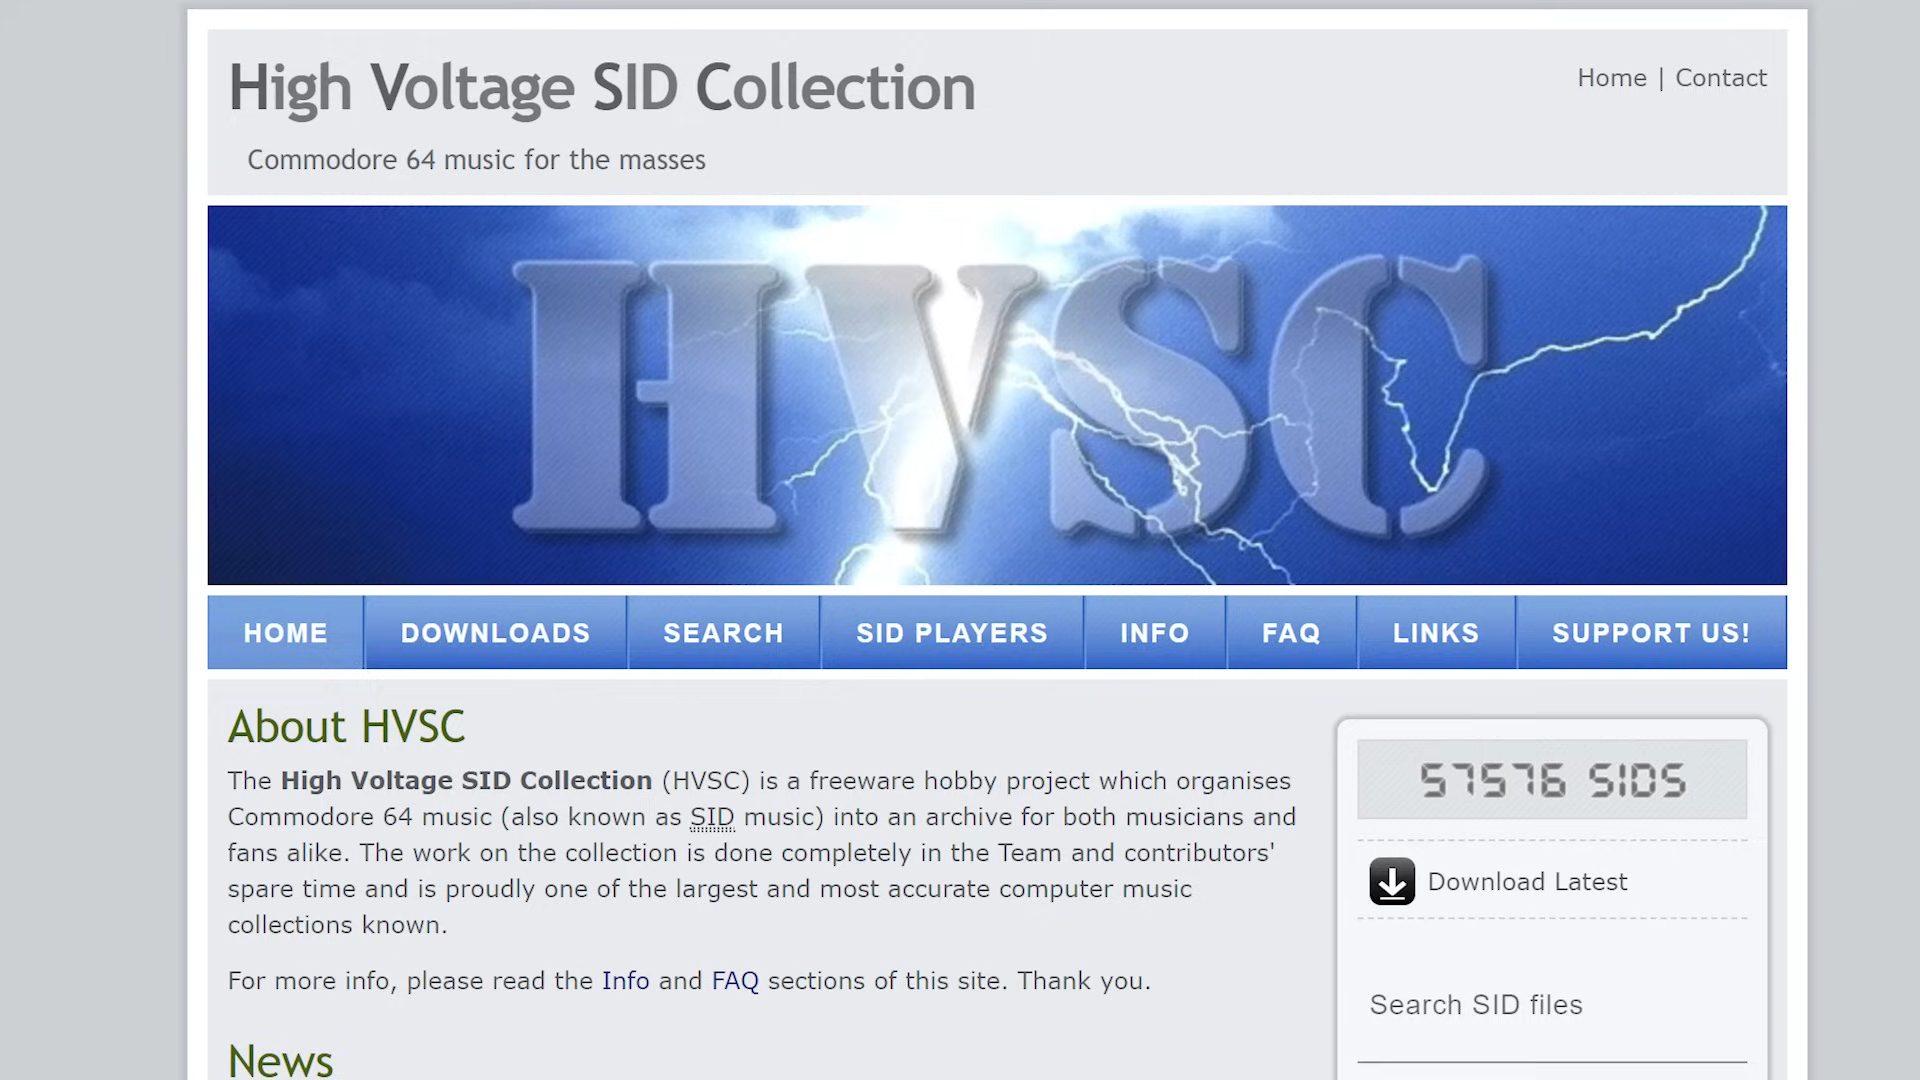 High Voltage SID Collection
Home | Contact
Commodore 64 music for the masses
HVSC
HOME
DOWNLOADS
SEARCH
SID PLAYERS
INFO
FAQ
LINKS
SUPPORT US!
About HVSC
The High Voltage SID Collection (HVSC) is a freeware hobby project which organises
Commodore 64 music (also known as SID music) into an archive for both musicians and
fans alike. The work on the collection is done completely in the Team and contributors'
spare time and is proudly one of the largest and most accurate computer music
collections known.
For more info, please read the Info and FAQ sections of this site. Thank you.
News
57576 SIDS
Download Latest
Search SID files